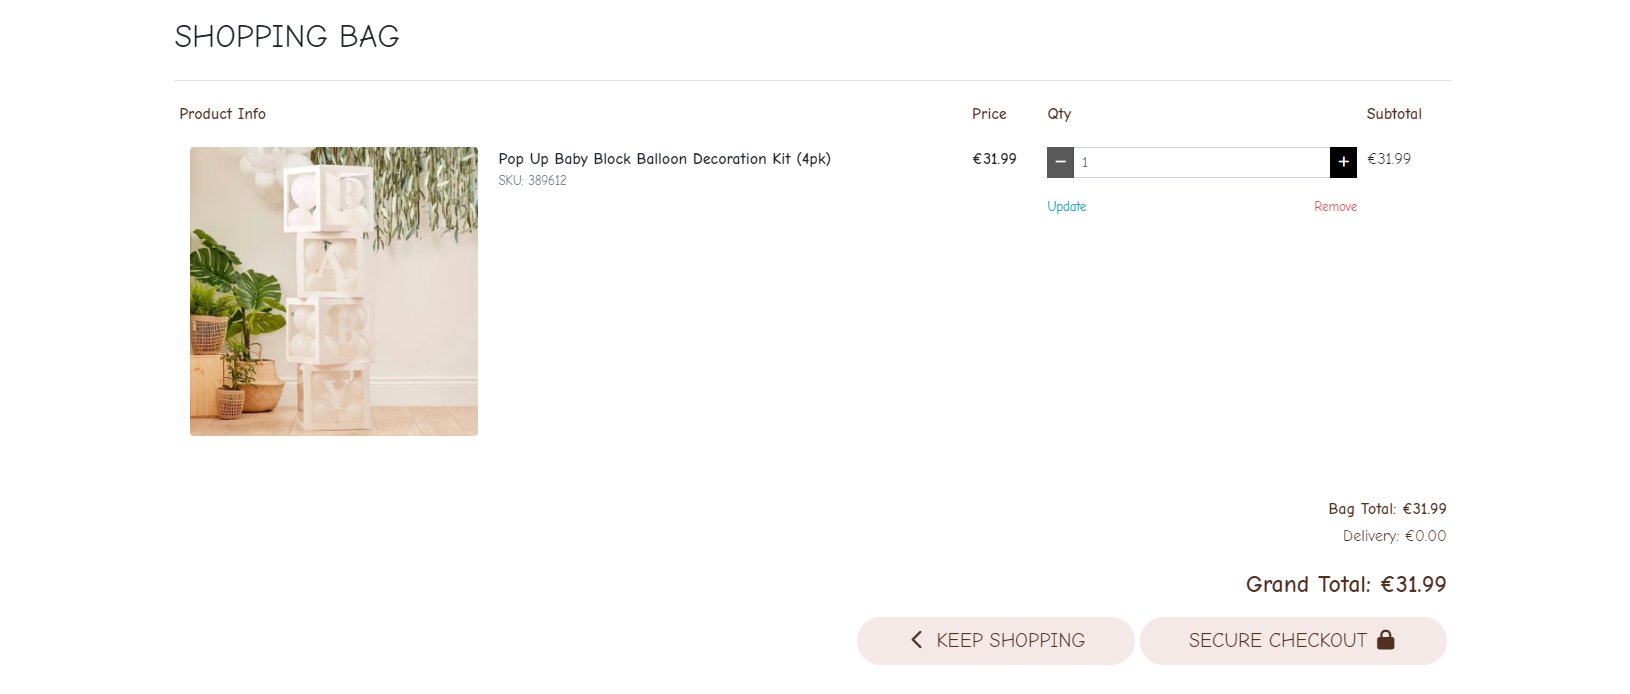 SHOPPING BAG
Product Info Price Qty Subtotal
Pop Up Baby Block Balloon Decoration Kit (4pk) €31.99 − 1 + €31.99
SKU: 389612
Update Remove
B
A
B
Y
Bag Total: €31.99
Delivery: €0.00
Grand Total: €31.99
KEEP SHOPPING SECURE CHECKOUT